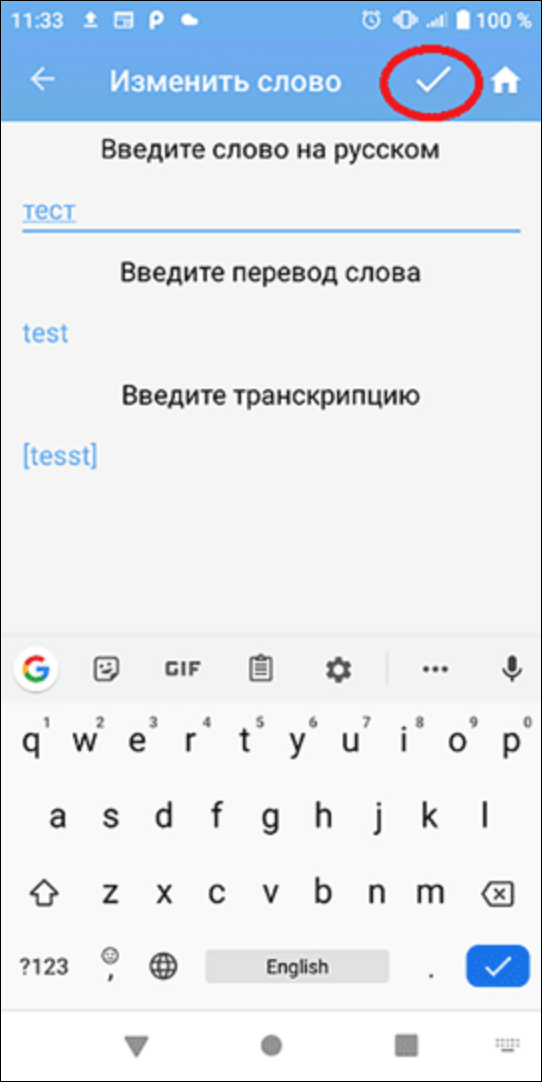 11:33 100 %
Изменить слово
Введите слово на русском
тест
Введите перевод слова
test
Введите транскрипцию
[tesst]
G GIF
q1 w2 e3 r4 t5 y6 u7 i8 o9 p0
a s d f g h j k l
z x c v b n m
?123 , English .